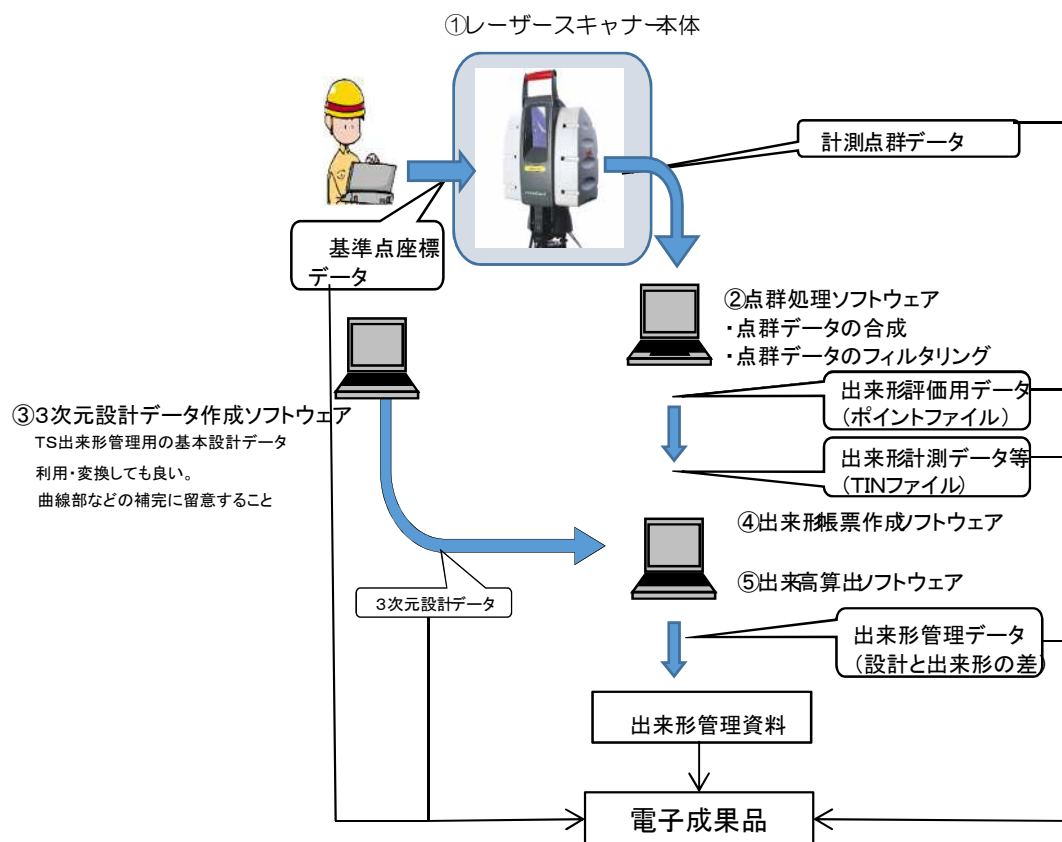 ①レーザースキャナー本体
計測点群データ
基準点座標
データ
②点群処理ソフトウェア
・点群データの合成
・点群データのフィルタリング
出来形評価用データ
(ポイントファイル)
③3次元設計データ作成ソフトウェア
TS出来形管理用の基本設計データ
利用・変換しても良い。
曲線部などの補完に留意すること
出来形計測データ等
(TINファイル)
④出来形帳票作成ソフトウェア
⑤出来高算出ソフトウェア
3次元設計データ
出来形管理データ
(設計と出来形の差)
出来形管理資料
電子成果品